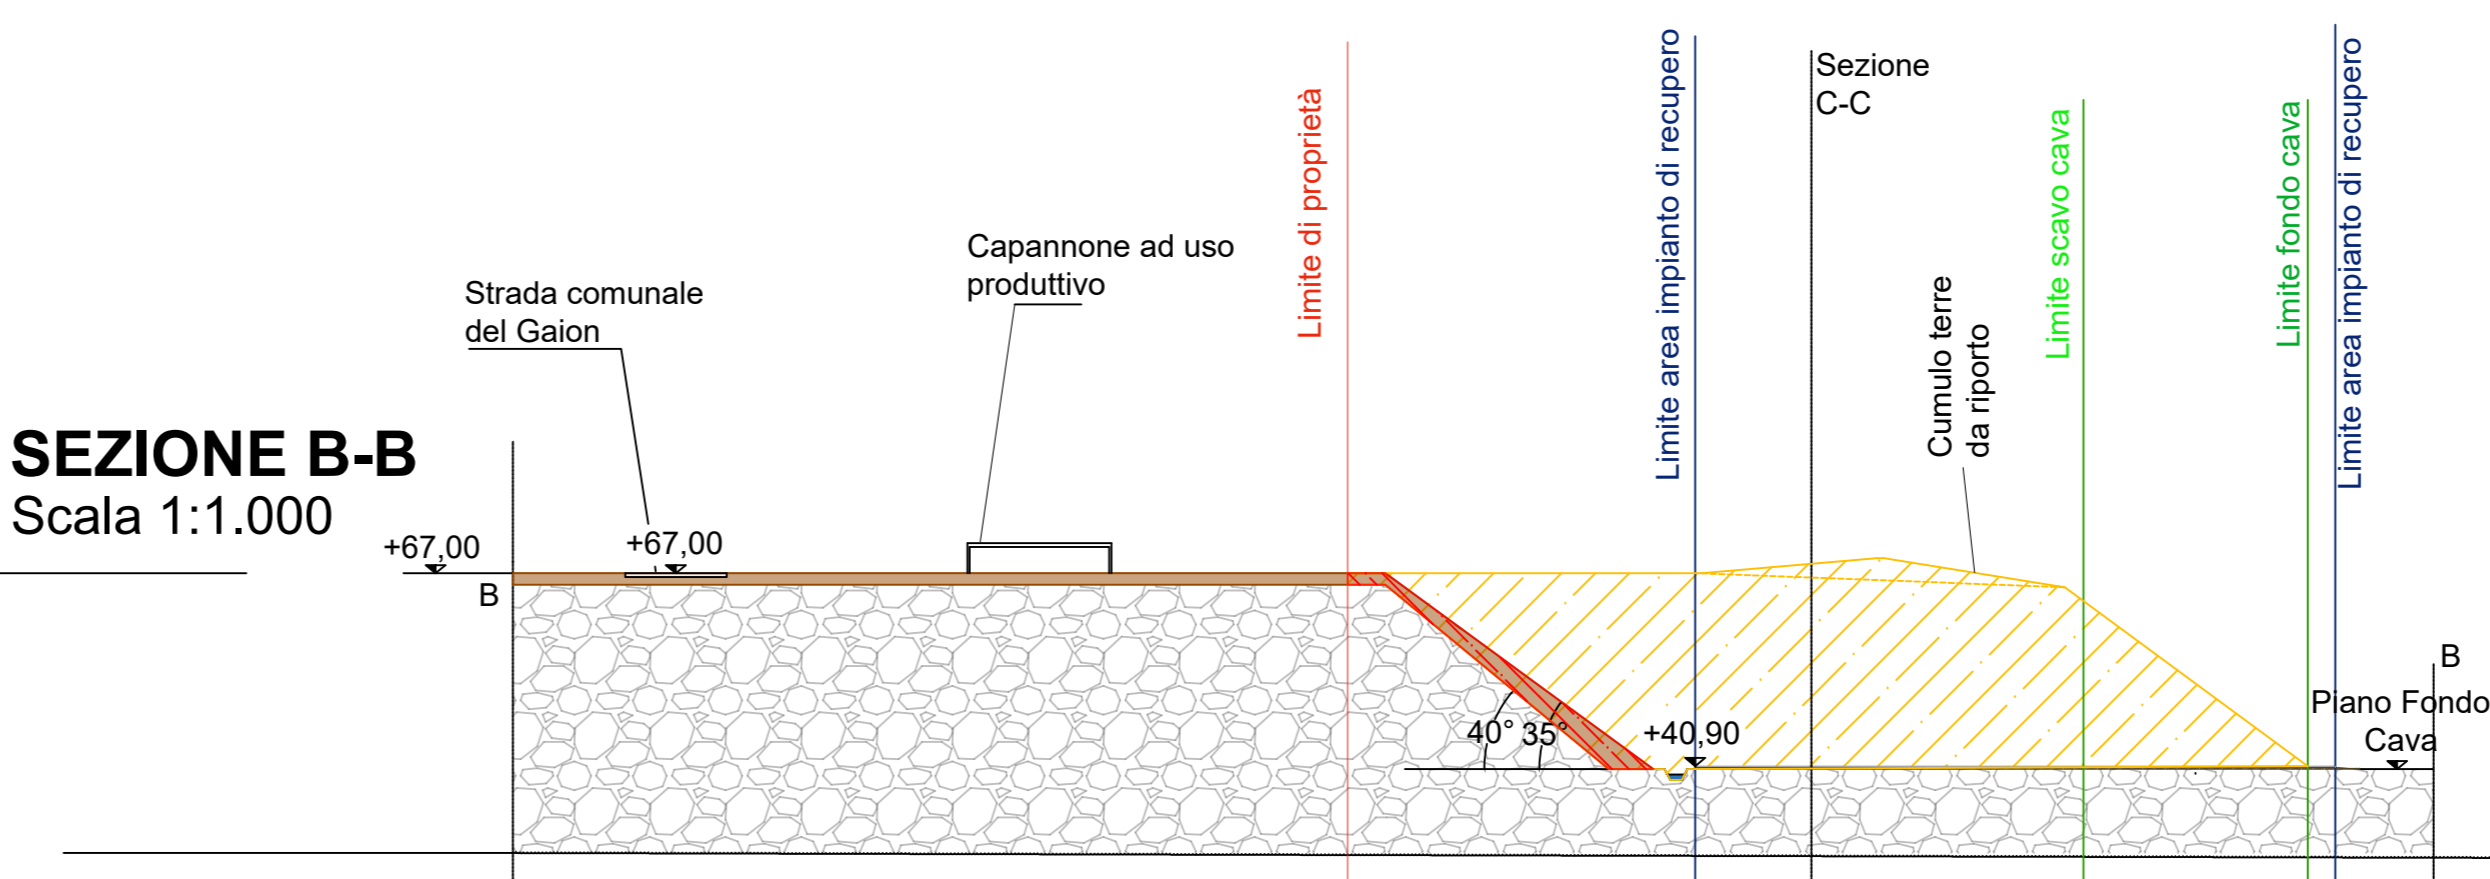 SEZIONE B-B
Scala 1:1.000
+67,00
B
Strada comunale
del Gaion
+67,00
Capannone ad uso
produttivo
Limite di proprietà
Limite area impianto di recupero
Sezione
C-C
Cumulo terre
da riporto
Limite scavo cava
Limite fondo cava
Limite area impianto di recupero
40°
35°
+40,90
B
Piano Fondo
Cava